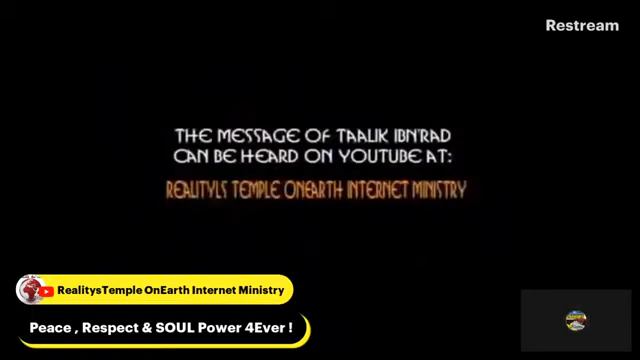 Restream
THE MESSAGE OF TAALIK IBN'RAD
CAN BE HEARD ON YOUTUBE AT:
REALITYLS TEMPLE ONEARTH INTERNET MINISTRY
RealitysTemple OnEarth Internet Ministry
Peace , Respect & SOUL Power 4Ever !